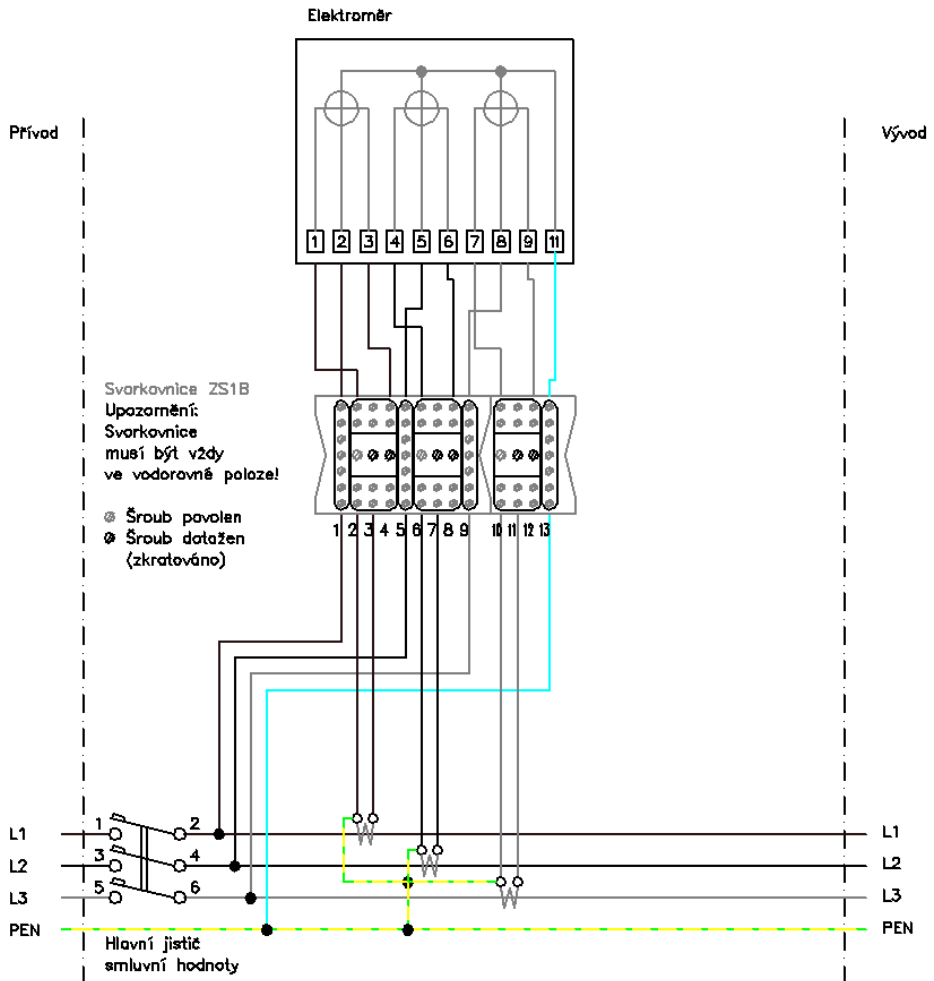 Elektroměr
Přívod
Vývod
1 2 3 4 5 6 7 8 9 11
Svorkovnice ZS1B
Upozornění:
Svorkovnice
musí být vždy
ve vodorovné poloze!
Šroub povolen
Šroub dotažen
(zkratováno)
1 2 3 4 5 6 7 8 9 10 11 12 13
L1 1 2 L1
L2 3 4 L2
L3 5 6 L3
PEN PEN
Hlavní jistič
smluvní hodnoty